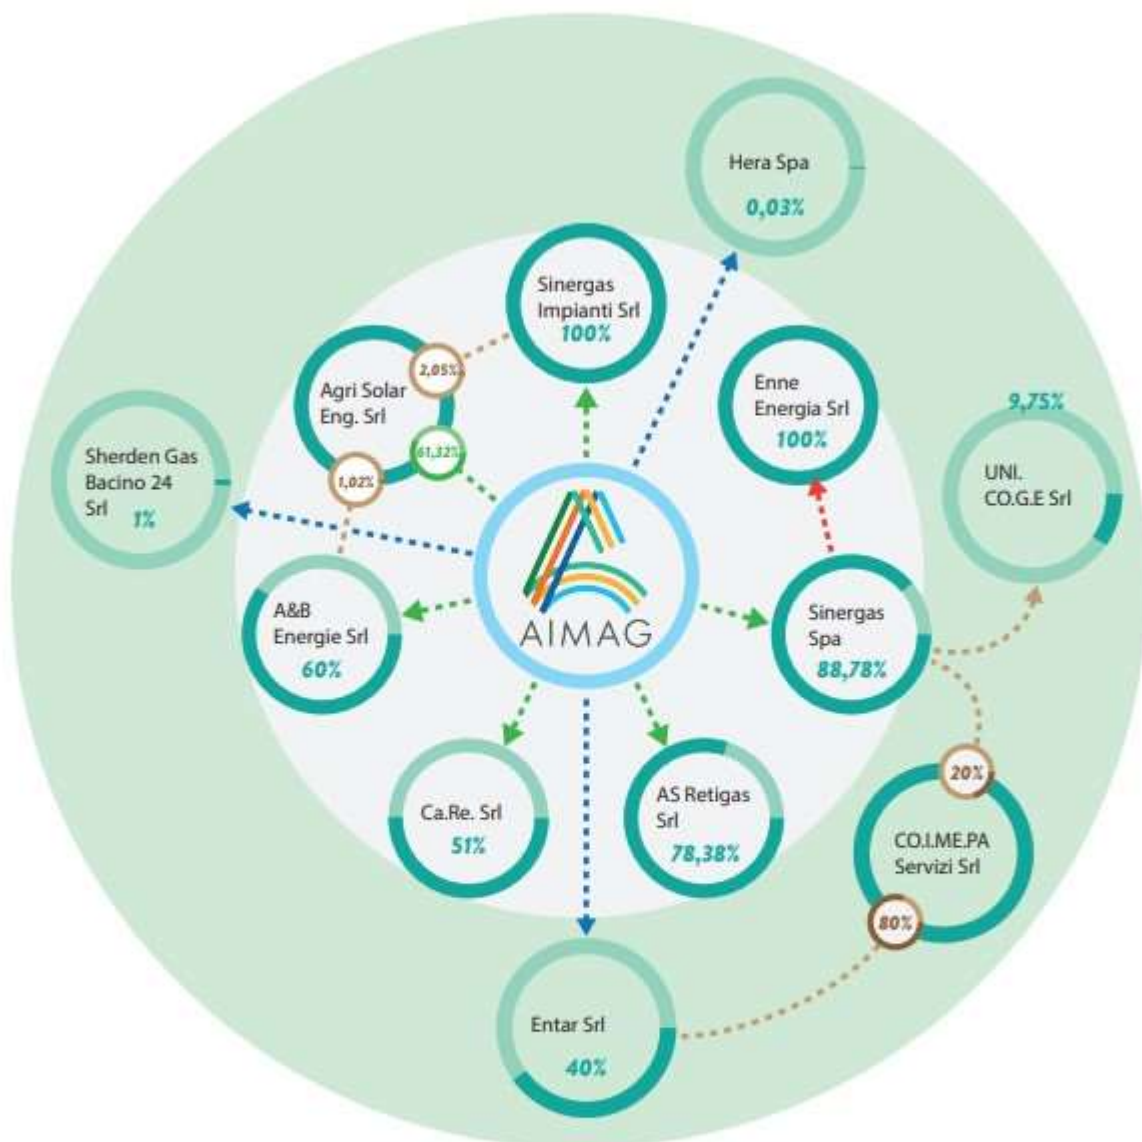 Hera Spa
0,03%
Sinergas
Impianti Srl
100%
2,05%
Agri Solar
Eng. Srl
61,32%
1,02%
Enne
Energia Srl
100%
9,75%
UNI.
CO.G.E Srl
Sherden Gas
Bacino 24
Srl
1%
AIMAG
A&B
Energie Srl
60%
Sinergas
Spa
88,78%
Ca.Re. Srl
51%
AS Retigas
Srl
78,38%
20%
CO.I.ME.PA
Servizi Srl
80%
Entar Srl
40%